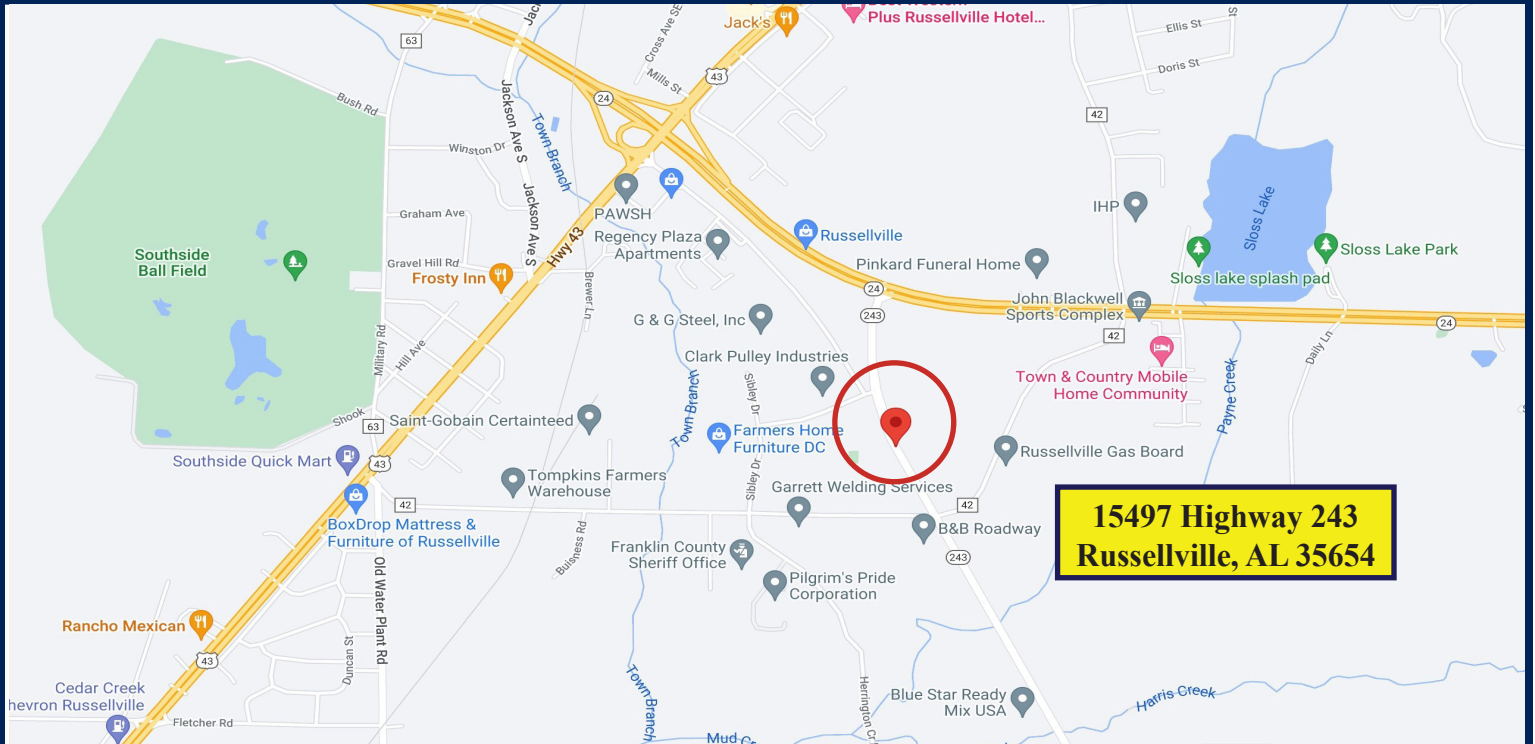 Best Western
Plus Russellville Hotel...
Jack's
43
63
Cross Ave SE
Mills St
Ellis St
Doris St
St
24
42
Bush Rd
Jackson Ave S
Town Branch
Winston Dr
Jackson Ave S
PAWSH
IHP
Sloss Lake
Graham Ave
Hwy 43
Regency Plaza
Apartments
Russellville
Southside
Ball Field
Gravel Hill Rd
Frosty Inn
Brewer Ln
Pinkard Funeral Home
Sloss Lake Park
Sloss lake splash pad
24
243
John Blackwell
Sports Complex
G & G Steel, Inc
42
24
Military Rd
Hill Ave
Clark Pulley Industries
Daily Ln
Town & Country Mobile
Home Community
Sibley Dr
Town Branch
Payne Creek
Shook
63
Saint-Gobain Certainteed
Farmers Home
Furniture DC
Russellville Gas Board
Southside Quick Mart
43
Tompkins Farmers
Warehouse
Sibley Dr
Garrett Welding Services
42
42
BoxDrop Mattress &
Furniture of Russellville
B&B Roadway
15497 Highway 243
Russellville, AL 35654
Buisness Rd
Franklin County
Sheriff Office
243
Old Water Plant Rd
Pilgrim's Pride
Corporation
Rancho Mexican
43
Duncan St
Cedar Creek
hevron Russellville
Town Branch
Herrington Cr
Blue Star Ready
Mix USA
Harris Creek
Fletcher Rd
Mud